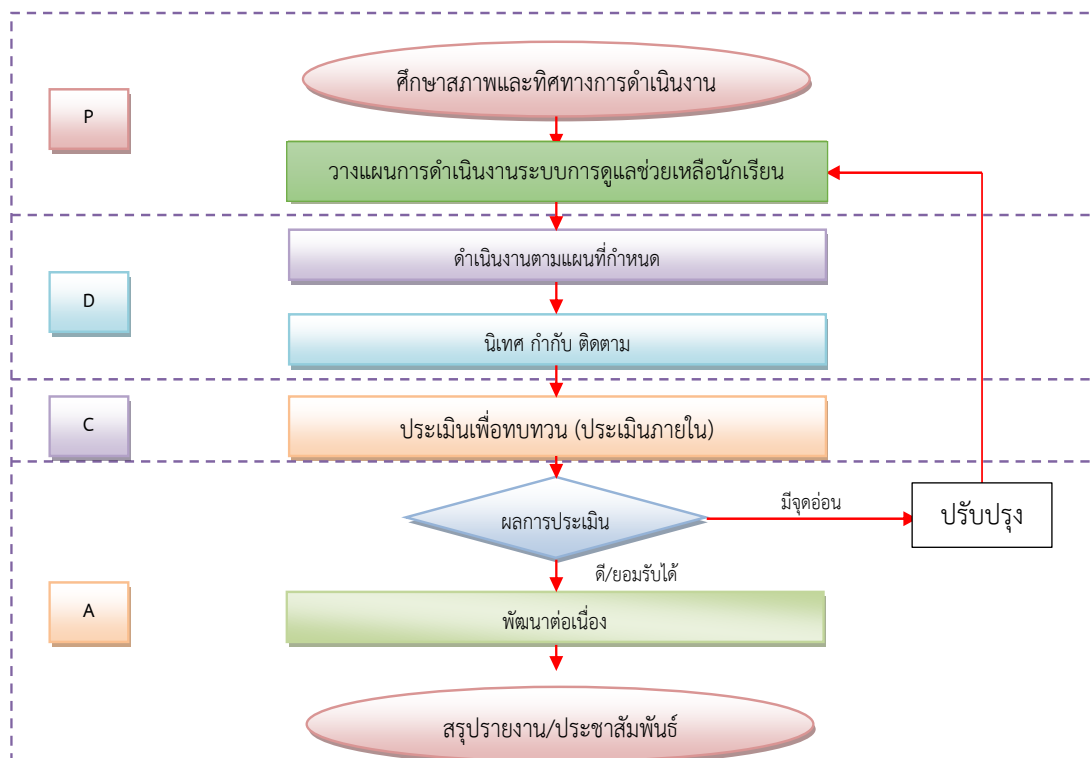 ศึกษาสภาพและทิศทางการดำเนินงาน
P
วางแผนการดำเนินงานระบบการดูแลช่วยเหลือนักเรียน
ดำเนินงานตามแผนที่กำหนด
D
นิเทศ กำกับ ติดตาม
C
ประเมินเพื่อทบทวน (ประเมินภายใน)
ผลการประเมิน
มีจุดอ่อน
ปรับปรุง
ดี/ยอมรับได้
A
พัฒนาต่อเนื่อง
สรุปรายงาน/ประชาสัมพันธ์